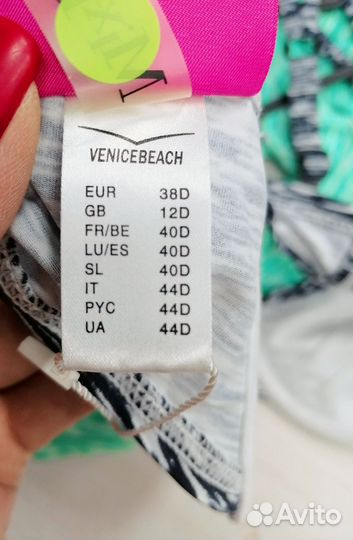 MixiM
VENICEBEACH
EUR 38D
GB 12D
FR/BE 40D
LU/ES 40D
SL 40D
IT 44D
РУС 44D
UA 44D
Avito